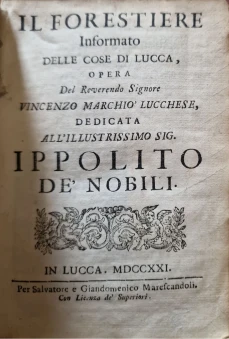 IL FORESTIERE
Informato
DELLE COSE DI LUCCA,
OPERA
Del Reverendo Signore
VINCENZO MARCHIO' LUCCHESE,
DEDICATA
ALL'ILLUSTRISSIMO SIG.
IPPOLITO
DE' NOBILI.
IN LUCCA. MDCCXXI.
Per Salvatore e Giandomenico Marescandoli.
Con Licenza de' Superiori.